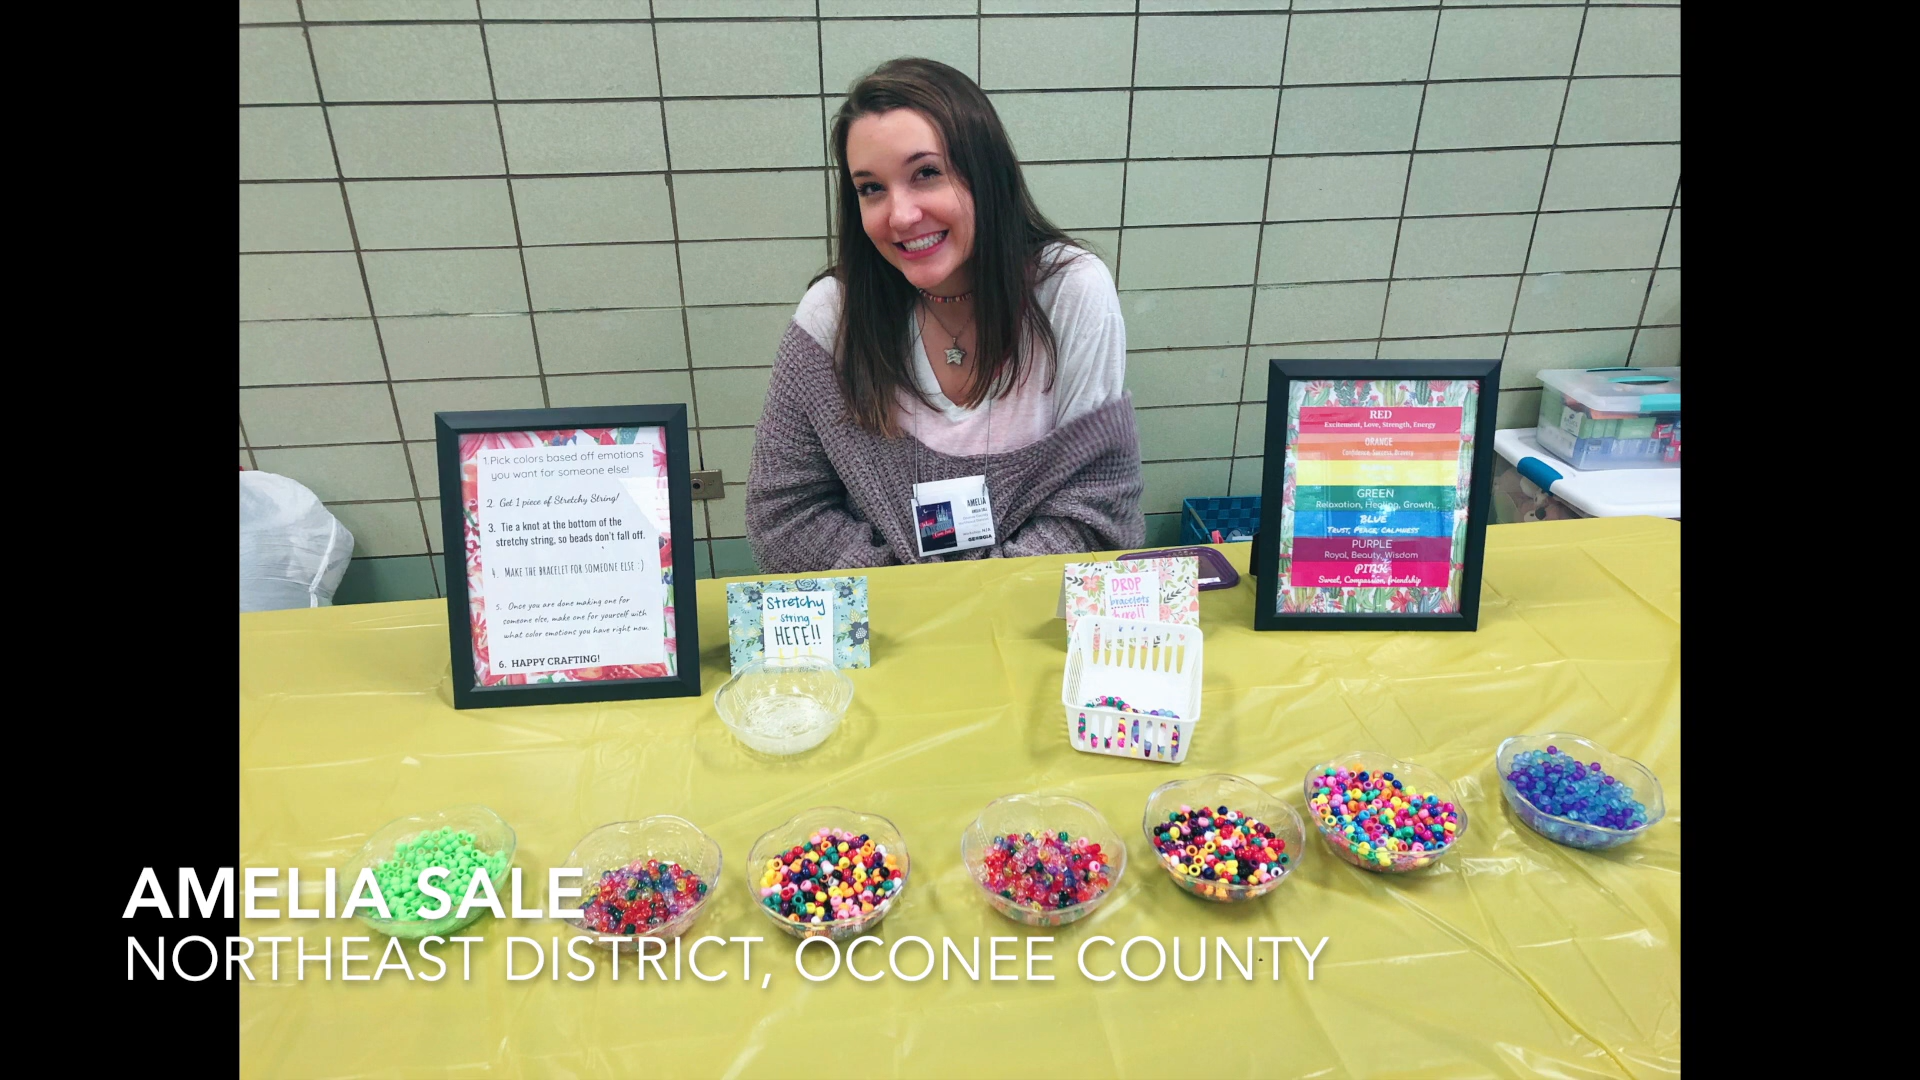 1.Pick colors based off emotions
you want for someone else!
2. Get 1 piece of Stretchy String!
3. Tie a knot at the bottom of the
stretchy string, so beads don't fall off.
4. MAKE THE BRACELET FOR SOMEONE ELSE :)
5. Once you are done making one for
someone else, make one for yourself with
what color emotions you have right now.
6. HAPPY CRAFTING!
Stretchy
String
HERE!!
AMELIA
GEORGIA
DROP
bracelets
here!!
RED
Excitement, Love, Strength, Energy
ORANGE
Confidence, Success, Bravery
GREEN
Relaxation, Healing, Growth,
BLUE
TRUST, PEACE, CALMNESS
PURPLE
Royal, Beauty, Wisdom
PINK
Sweet, Compassion, friendship
AMELIA SALE
NORTHEAST DISTRICT, OCONEE COUNTY